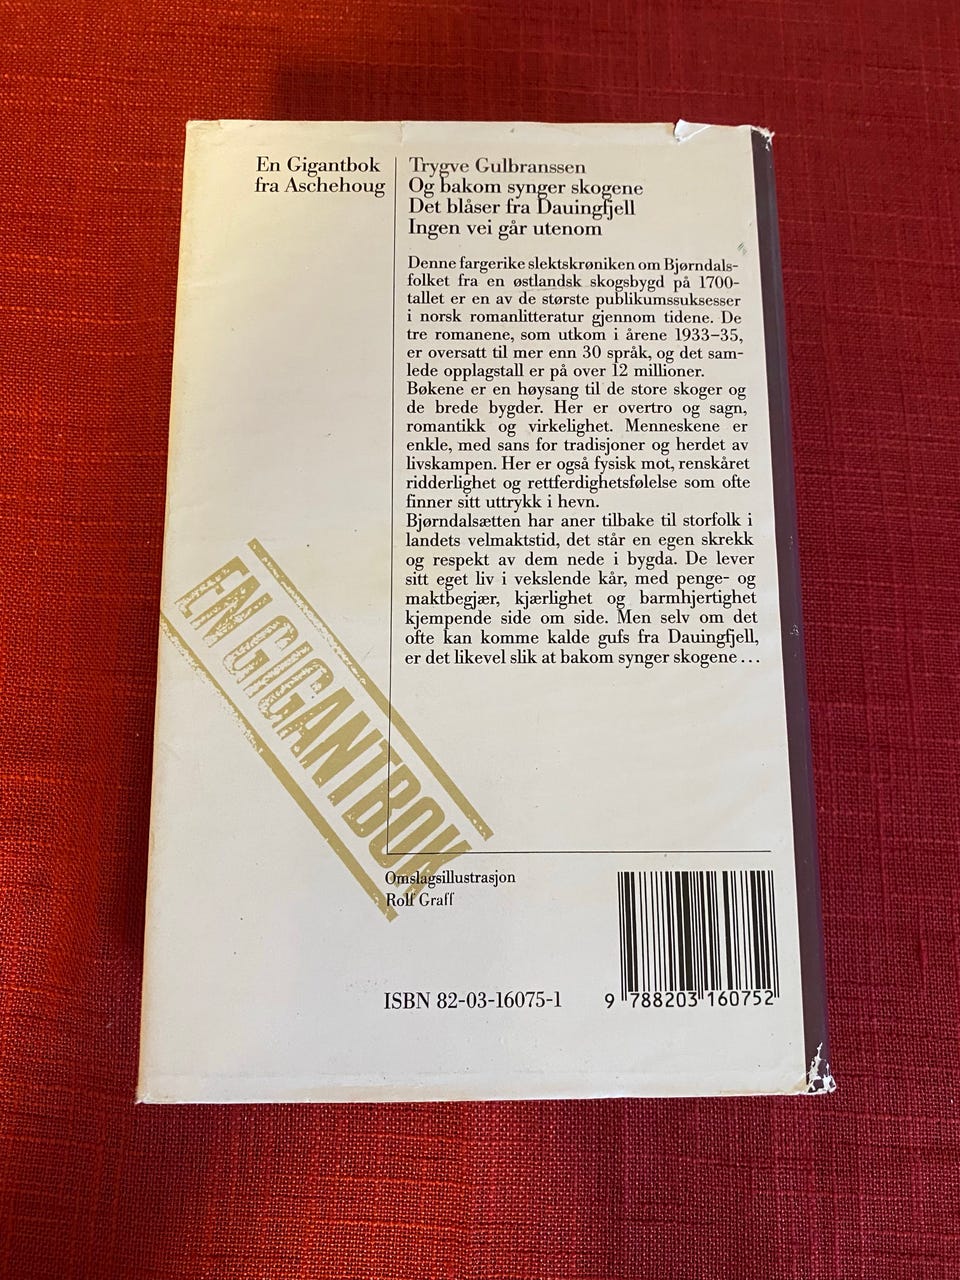 En Gigantbok
fra Aschehoug
Trygve Gulbranssen
Og bakom synger skogene
Det blåser fra Dauingfjell
Ingen vei går utenom
Denne fargerike slektskrøniken om Bjørndals-
folket fra en østlandsk skogsbygd på 1700-
tallet er en av de største publikumssuksesser
i norsk romanlitteratur gjennom tidene. De
tre romanene, som utkom i årene 1933–35,
er oversatt til mer enn 30 språk, og det sam-
lede opplagstall er på over 12 millioner.
Bøkene er en høysang til de store skoger og
de brede bygder. Her er overtro og sagn,
romantikk og virkelighet. Menneskene er
enkle, med sans for tradisjoner og herdet av
livskampen. Her er også fysisk mot, renskåret
ridderlighet og rettferdighetsfølelse som ofte
finner sitt uttrykk i hevn.
Bjørndalsætten har aner tilbake til storfolk i
landets velmaktstid, det står en egen skrekk
og respekt av dem nede i bygda. De lever
sitt eget liv i vekslende kår, med penge- og
maktbegjær, kjærlighet og barmhjertighet
kjempende side om side. Men selv om det
ofte kan komme kalde gufs fra Dauingfjell,
er det likevel slik at bakom synger skogene...
EN GIGANTBOK
Omslagsillustrasjon
Rolf Graff
ISBN 82-03-16075-1
9 788203 160752